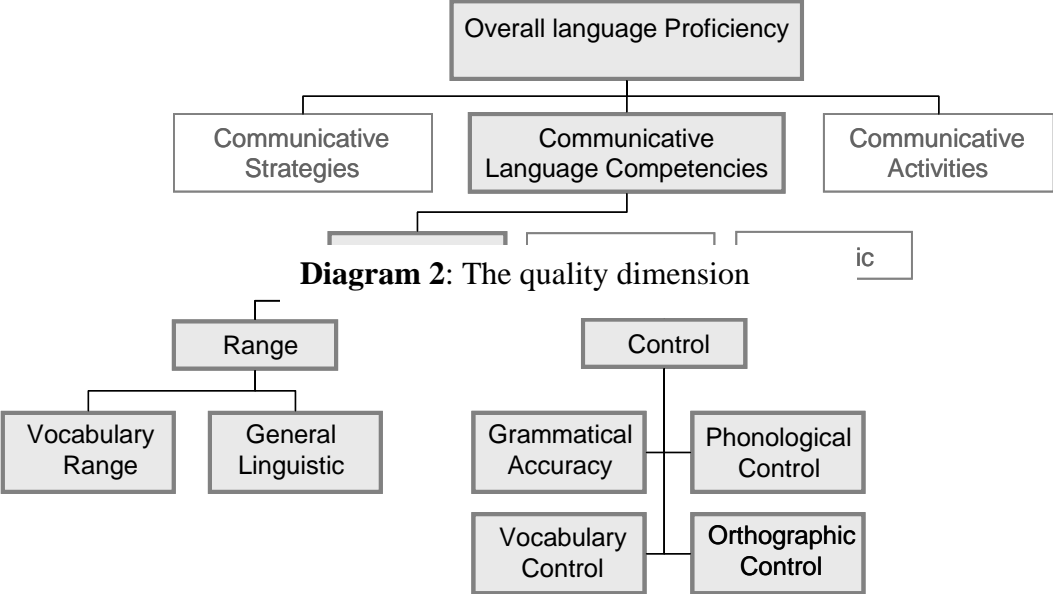 Overall language Proficiency
Communicative
Strategies
Communicative
Language Competencies
Communicative
Activities
ic
Diagram 2: The quality dimension
Range
Control
Vocabulary
Range
General
Linguistic
Grammatical
Accuracy
Phonological
Control
Vocabulary
Control
Orthographic
Control